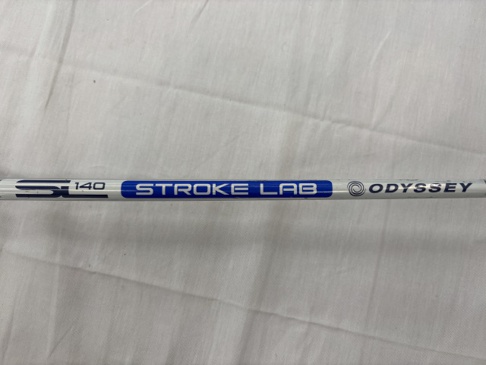 SL 140 STROKE LAB ODYSSEY